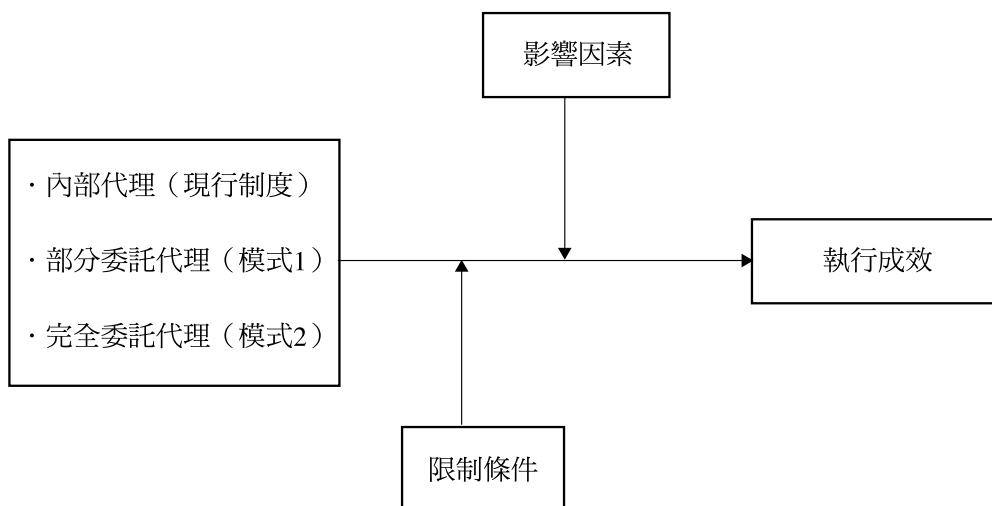 影響因素
·內部代理（現行制度）
·部分委託代理（模式1）
·完全委託代理（模式2）
執行成效
限制條件